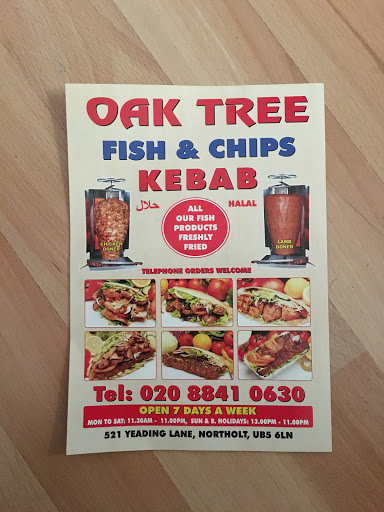 OAK TREE
FISH & CHIPS
KEBAB
حلال
HALAL
ALL
OUR FISH
PRODUCTS
FRESHLY
FRIED
CHICKEN
DONER
LAMB
DONER
TELEPHONE ORDERS WELCOME
Tel: 020 8841 0630
OPEN 7 DAYS A WEEK
MON TO SAT: 11.30AM - 11.00PM, SUN & B. HOLIDAYS: 13.00PM - 11.00PM
521 YEADING LANE, NORTHOLT, UB5 6LN